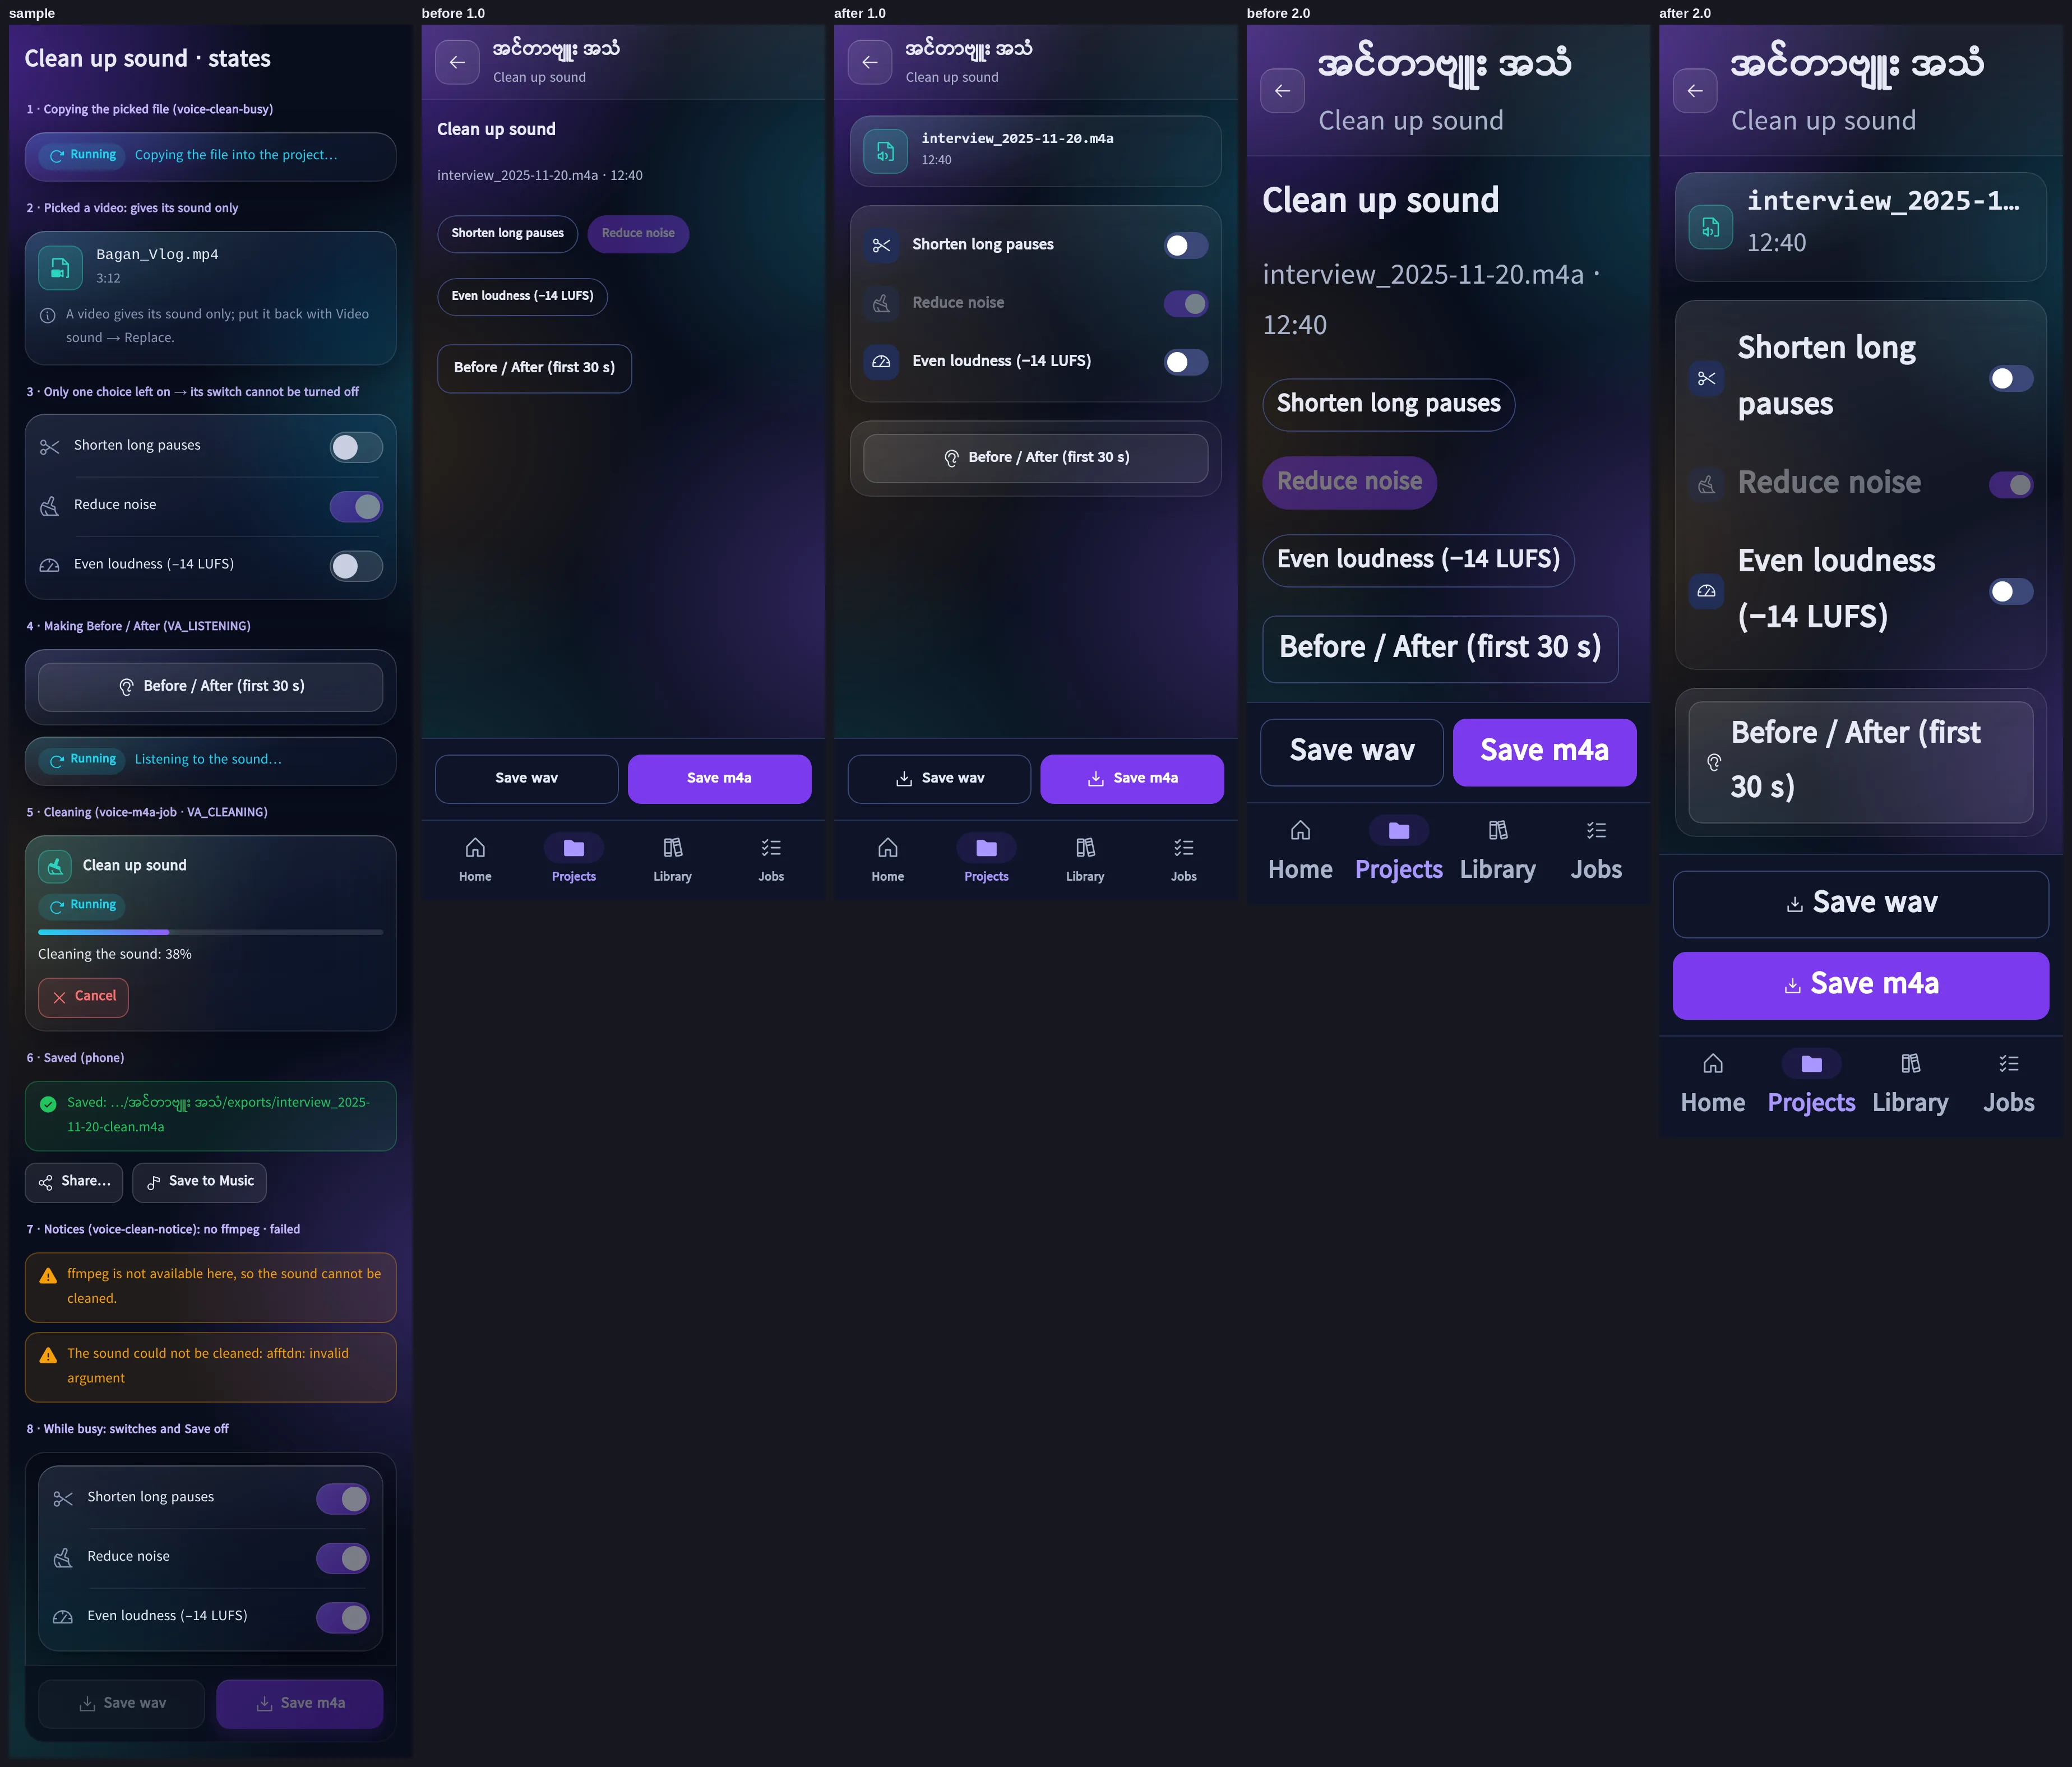 sample
Clean up sound · states
1 · Copying the picked file (voice-clean-busy)
Running Copying the file into the project…
2 · Picked a video: gives its sound only
Bagan_Vlog.mp4
3:12
A video gives its sound only; put it back with Video
sound → Replace.
3 · Only one choice left on → its switch cannot be turned off
Shorten long pauses
Reduce noise
Even loudness (−14 LUFS)
4 · Making Before / After (VA_LISTENING)
Before / After (first 30 s)
Running Listening to the sound…
5 · Cleaning (voice-m4a-job · VA_CLEANING)
Clean up sound
Running
Cleaning the sound: 38%
Cancel
6 · Saved (phone)
Saved: …/အင်တာဗျူး အသံ/exports/interview_2025-
11-20-clean.m4a
Share… Save to Music
7 · Notices (voice-clean-notice): no ffmpeg · failed
ffmpeg is not available here, so the sound cannot be
cleaned.
The sound could not be cleaned: afftdn: invalid
argument
8 · While busy: switches and Save off
Shorten long pauses
Reduce noise
Even loudness (−14 LUFS)
Save wav Save m4a
before 1.0
အင်တာဗျူး အသံ
Clean up sound
Clean up sound
interview_2025-11-20.m4a · 12:40
Shorten long pauses Reduce noise
Even loudness (−14 LUFS)
Before / After (first 30 s)
Save wav Save m4a
Home Projects Library Jobs
after 1.0
အင်တာဗျူး အသံ
Clean up sound
interview_2025-11-20.m4a
12:40
Shorten long pauses
Reduce noise
Even loudness (−14 LUFS)
Before / After (first 30 s)
Save wav Save m4a
Home Projects Library Jobs
before 2.0
အင်တာဗျူး အသံ
Clean up sound
Clean up sound
interview_2025-11-20.m4a ·
12:40
Shorten long pauses
Reduce noise
Even loudness (−14 LUFS)
Before / After (first 30 s)
Save wav Save m4a
Home Projects Library Jobs
after 2.0
အင်တာဗျူး အသံ
Clean up sound
interview_2025-1…
12:40
Shorten long
pauses
Reduce noise
Even loudness
(−14 LUFS)
Before / After (first
30 s)
Save wav
Save m4a
Home Projects Library Jobs